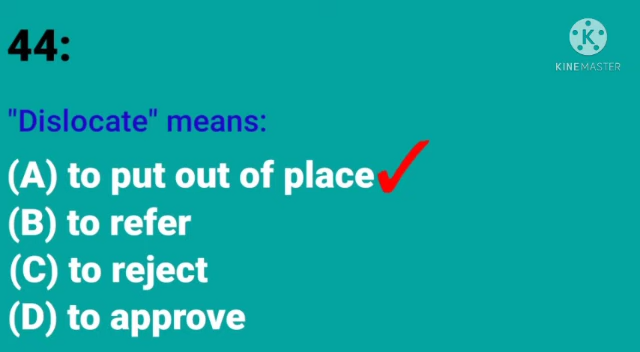 44:
K
KINEMASTER
"Dislocate" means:
(A) to put out of place
(B) to refer
(C) to reject
(D) to approve